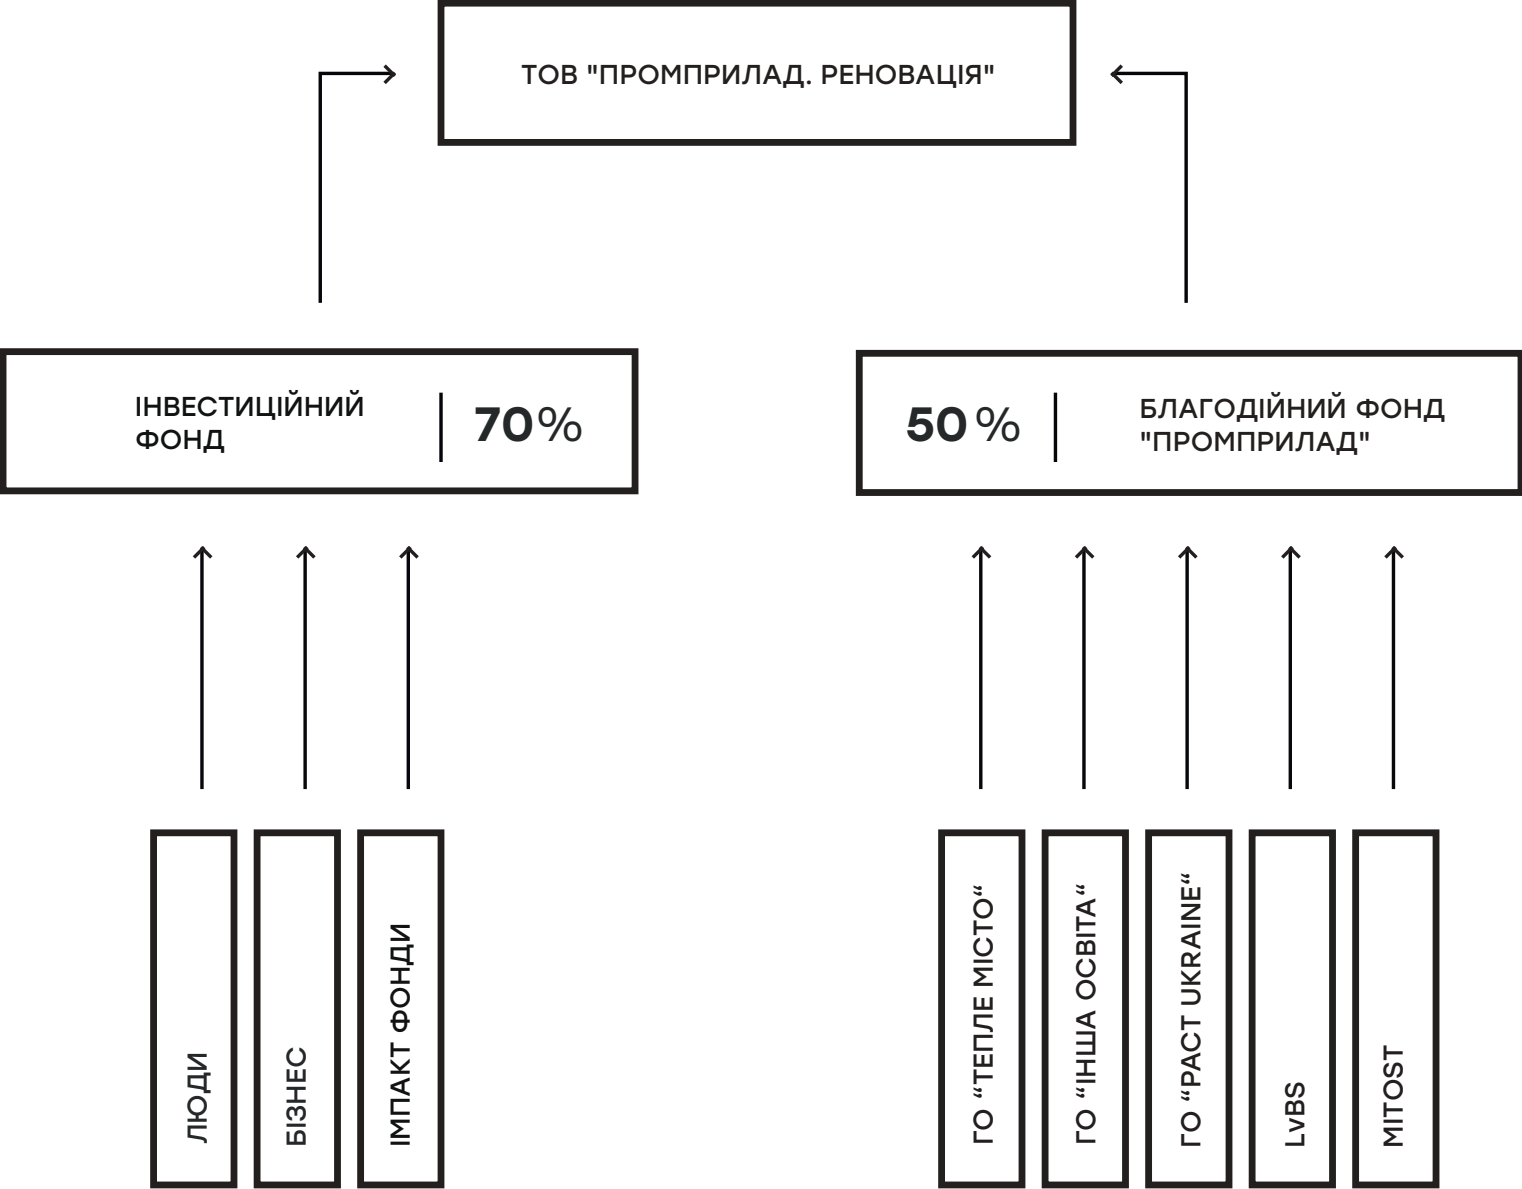 ТОВ "ПРОМПРИЛАД. РЕНОВАЦІЯ"
ІНВЕСТИЦІЙНИЙ
ФОНД
70%
50%
БЛАГОДІЙНИЙ ФОНД
"ПРОМПРИЛАД"
ЛЮДИ
БІЗНЕС
ІМПАКТ ФОНДИ
ГО “ТЕПЛЕ МІСТО“
ГО “ІНША ОСВІТА“
ГО “PACT UKRAINE“
LvBS
MITOST